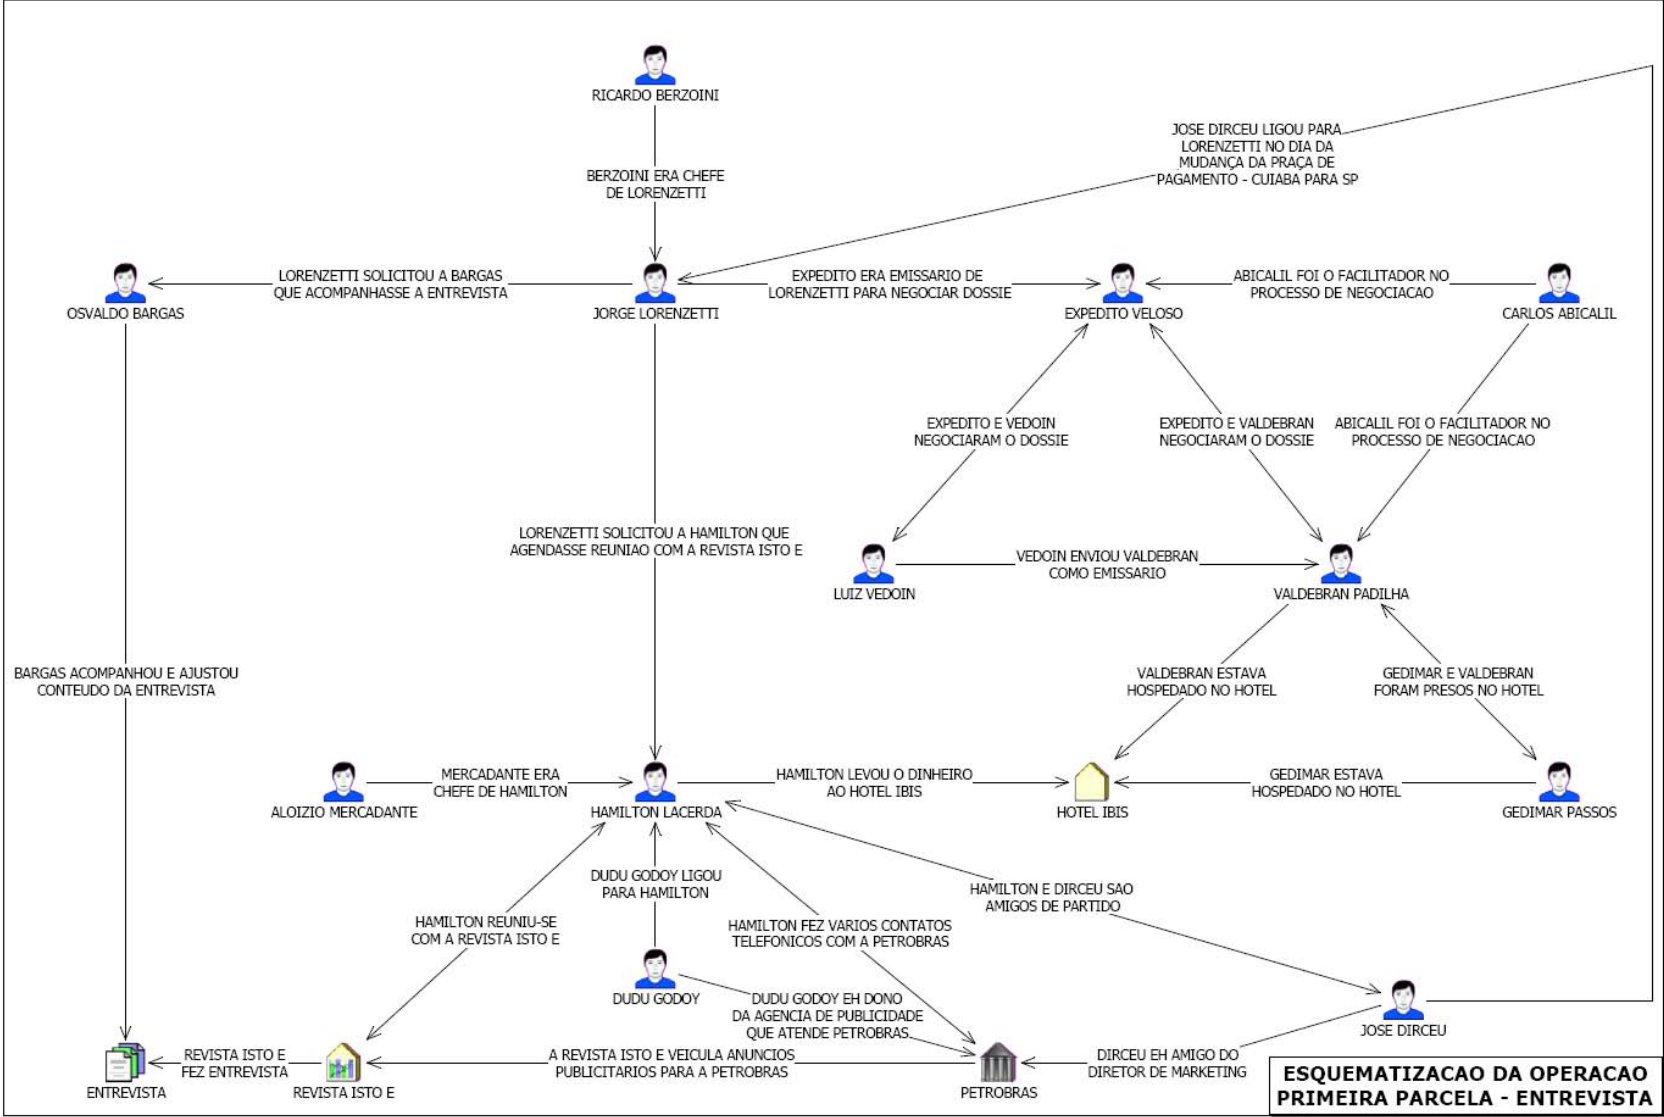 RICARDO BERZOINI
BERZOINI ERA CHEFE
DE LORENZETTI
JOSE DIRCEU LIGOU PARA
LORENZETTI NO DIA DA
MUDANÇA DA PRAÇA DE
PAGAMENTO - CUIABA PARA SP
OSVALDO BARGAS
LORENZETTI SOLICITOU A BARGAS
QUE ACOMPANHASSE A ENTREVISTA
JORGE LORENZETTI
EXPEDITO ERA EMISSARIO DE
LORENZETTI PARA NEGOCIAR DOSSIE
EXPEDITO VELOSO
ABICALIL FOI O FACILITADOR NO
PROCESSO DE NEGOCIACAO
CARLOS ABICALIL
EXPEDITO E VEDOIN
NEGOCIARAM O DOSSIE
EXPEDITO E VALDEBRAN
NEGOCIARAM O DOSSIE
ABICALIL FOI O FACILITADOR NO
PROCESSO DE NEGOCIACAO
LORENZETTI SOLICITOU A HAMILTON QUE
AGENDASSE REUNIAO COM A REVISTA ISTO E
LUIZ VEDOIN
VEDOIN ENVIOU VALDEBRAN
COMO EMISSARIO
VALDEBRAN PADILHA
BARGAS ACOMPANHOU E AJUSTOU
CONTEUDO DA ENTREVISTA
VALDEBRAN ESTAVA
HOSPEDADO NO HOTEL
GEDIMAR E VALDEBRAN
FORAM PRESOS NO HOTEL
ALOIZIO MERCADANTE
MERCADANTE ERA
CHEFE DE HAMILTON
HAMILTON LACERDA
HAMILTON LEVOU O DINHEIRO
AO HOTEL IBIS
HOTEL IBIS
GEDIMAR ESTAVA
HOSPEDADO NO HOTEL
GEDIMAR PASSOS
DUDU GODOY LIGOU
PARA HAMILTON
HAMILTON E DIRCEU SAO
AMIGOS DE PARTIDO
HAMILTON REUNIU-SE
COM A REVISTA ISTO E
HAMILTON FEZ VARIOS CONTATOS
TELEFONICOS COM A PETROBRAS
DUDU GODOY
DUDU GODOY EH DONO
DA AGENCIA DE PUBLICIDADE
QUE ATENDE PETROBRAS
JOSE DIRCEU
ENTREVISTA
REVISTA ISTO E
FEZ ENTREVISTA
REVISTA ISTO E
A REVISTA ISTO E VEICULA ANUNCIOS
PUBLICITARIOS PARA A PETROBRAS
PETROBRAS
DIRCEU EH AMIGO DO
DIRETOR DE MARKETING
ESQUEMATIZACAO DA OPERACAO
PRIMEIRA PARCELA - ENTREVISTA